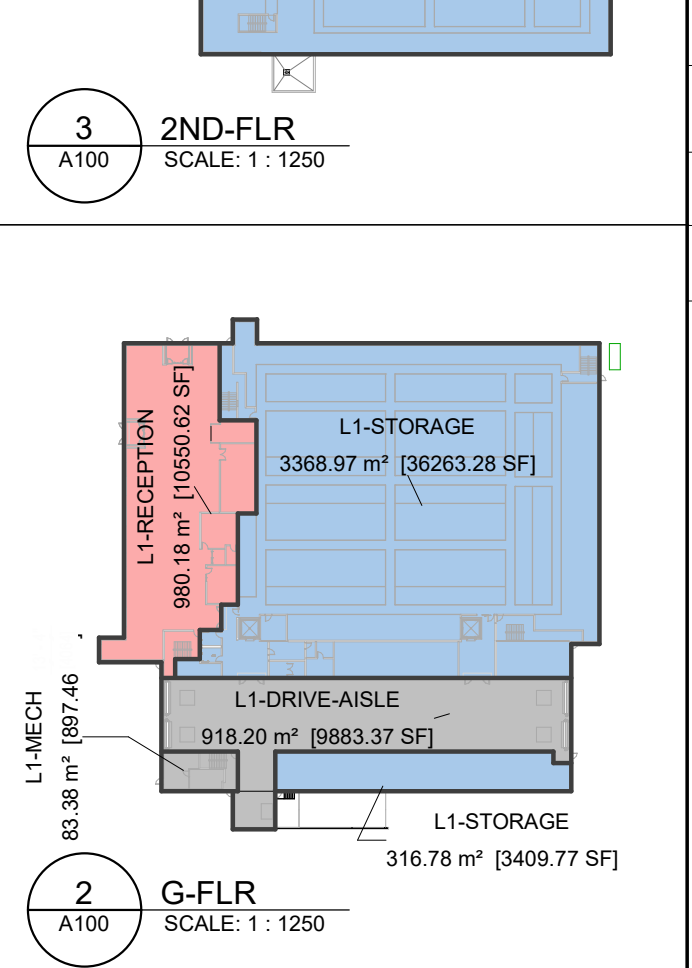 3
A100
2ND-FLR
SCALE: 1 : 1250
L1-RECEPTION
980.18 m² [10550.62 SF]
L1-STORAGE
3368.97 m² [36263.28 SF]
L1-MECH
83.38 m² [897.46
L1-DRIVE-AISLE
918.20 m² [9883.37 SF]
L1-STORAGE
316.78 m² [3409.77 SF]
2
A100
G-FLR
SCALE: 1 : 1250